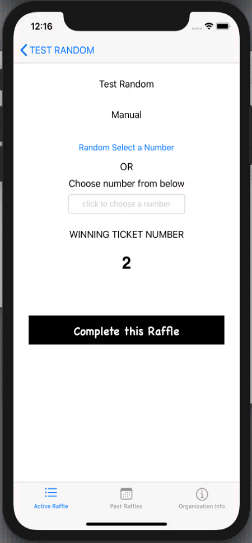 12:16
TEST RANDOM
Test Random
Manual
Random Select a Number
OR
Choose number from below
click to choose a number
WINNING TICKET NUMBER
2
Complete this Raffle
Active Raffle
Past Raffles
Organization Info